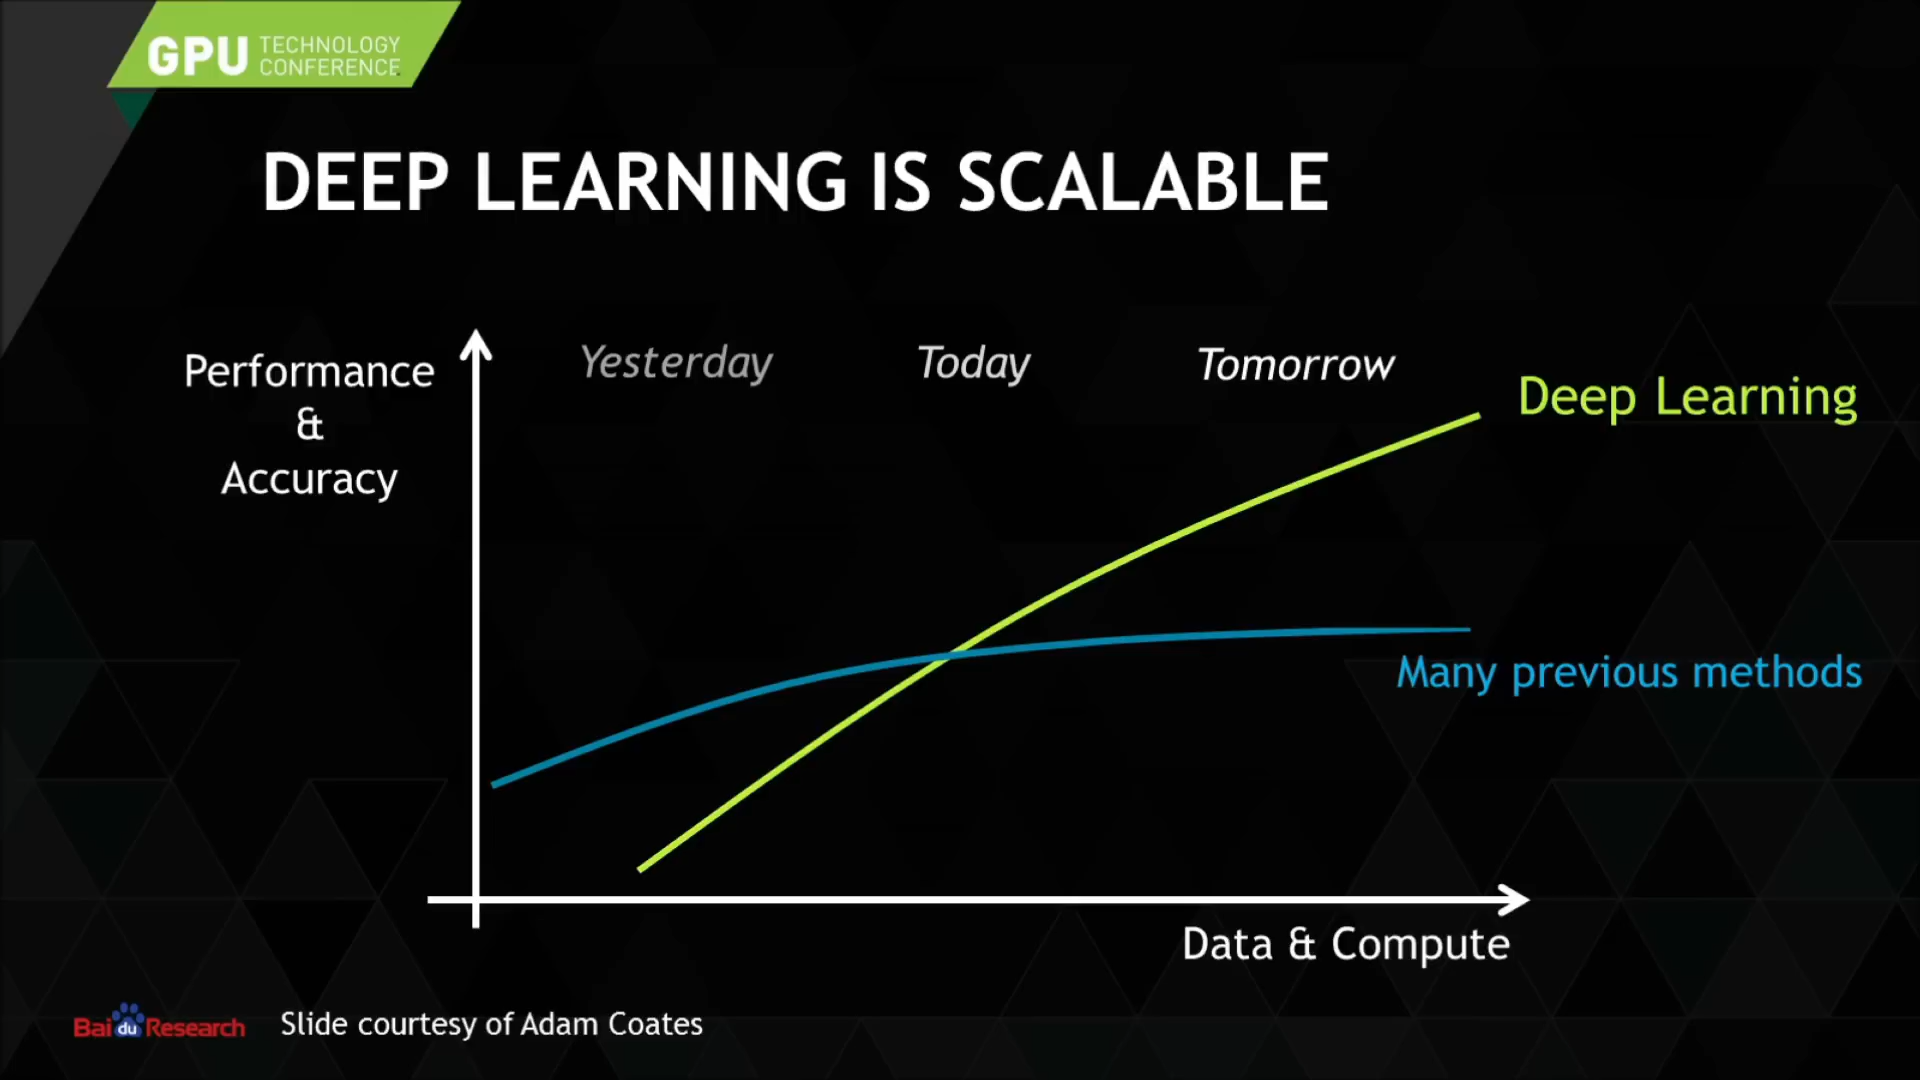 GPU TECHNOLOGY
CONFERENCE
DEEP LEARNING IS SCALABLE
Performance
&
Accuracy
Yesterday
Today
Tomorrow
Deep Learning
Many previous methods
Data & Compute
Baidu Research
Slide courtesy of Adam Coates